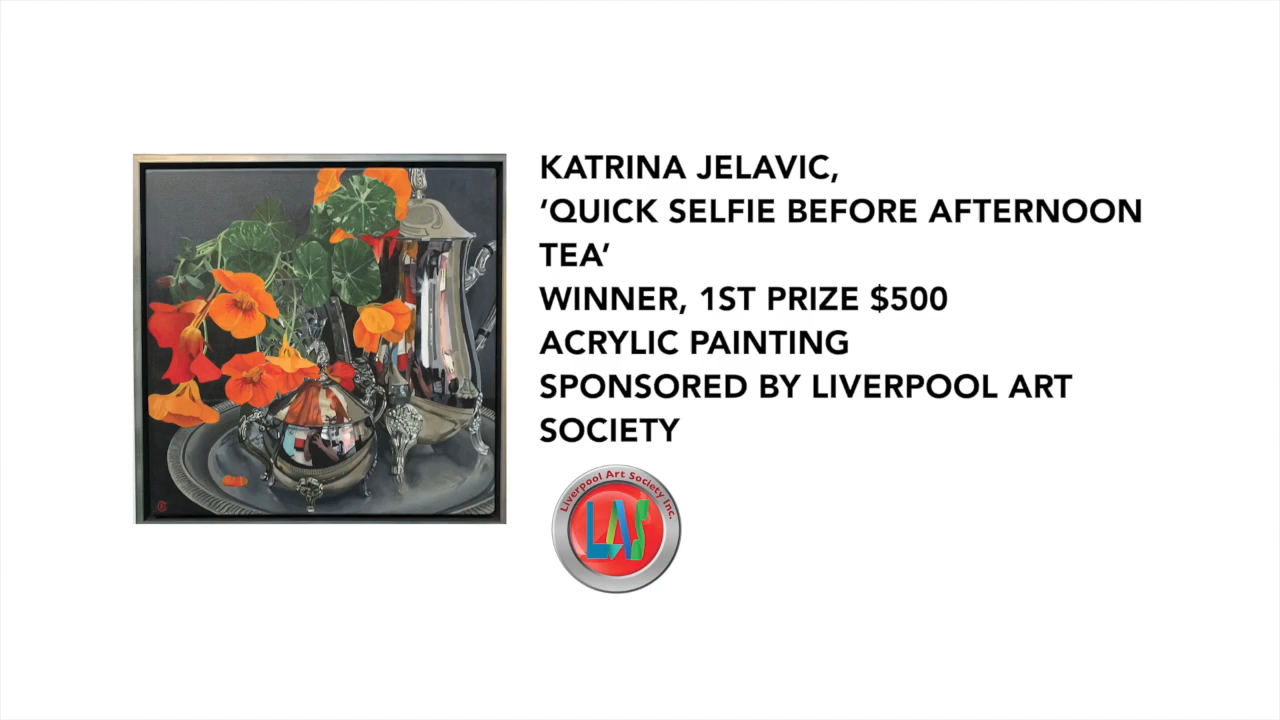 KATRINA JELAVIC,
‘QUICK SELFIE BEFORE AFTERNOON
TEA’
WINNER, 1ST PRIZE $500
ACRYLIC PAINTING
SPONSORED BY LIVERPOOL ART
SOCIETY
Liverpool Art Society Inc.
LAS